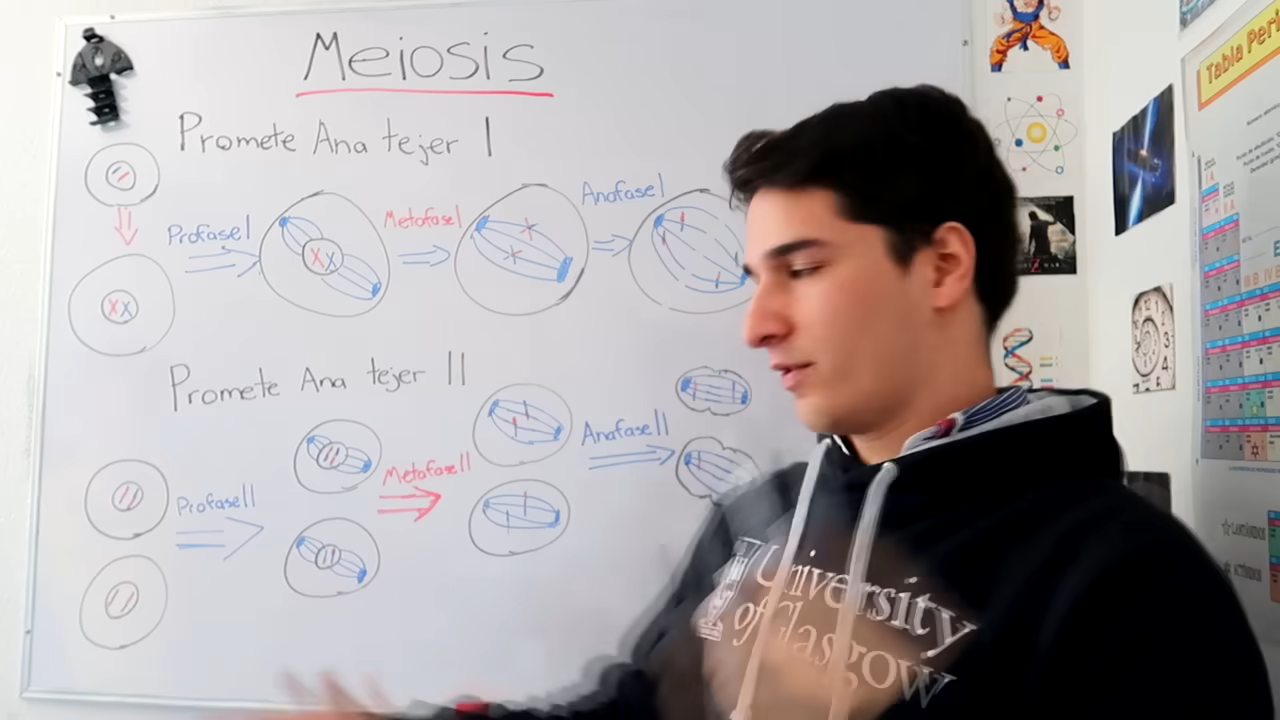 Meiosis
Promete Ana tejer I
Profase I
Metafase I
Anafase I
Promete Ana tejer II
Profase II
Metafase II
Anafase II
University
of Glasgow
Tabla Peri